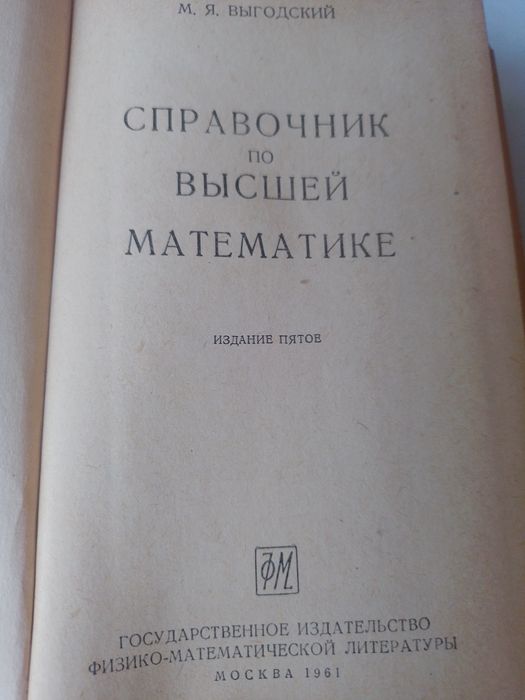 М. Я. ВЫГОДСКИЙ
СПРАВОЧНИК
ПО
ВЫСШЕЙ
МАТЕМАТИКЕ
ИЗДАНИЕ ПЯТОЕ
ФМ
ГОСУДАРСТВЕННОЕ ИЗДАТЕЛЬСТВО
ФИЗИКО-МАТЕМАТИЧЕСКОЙ ЛИТЕРАТУРЫ
МОСКВА 1961